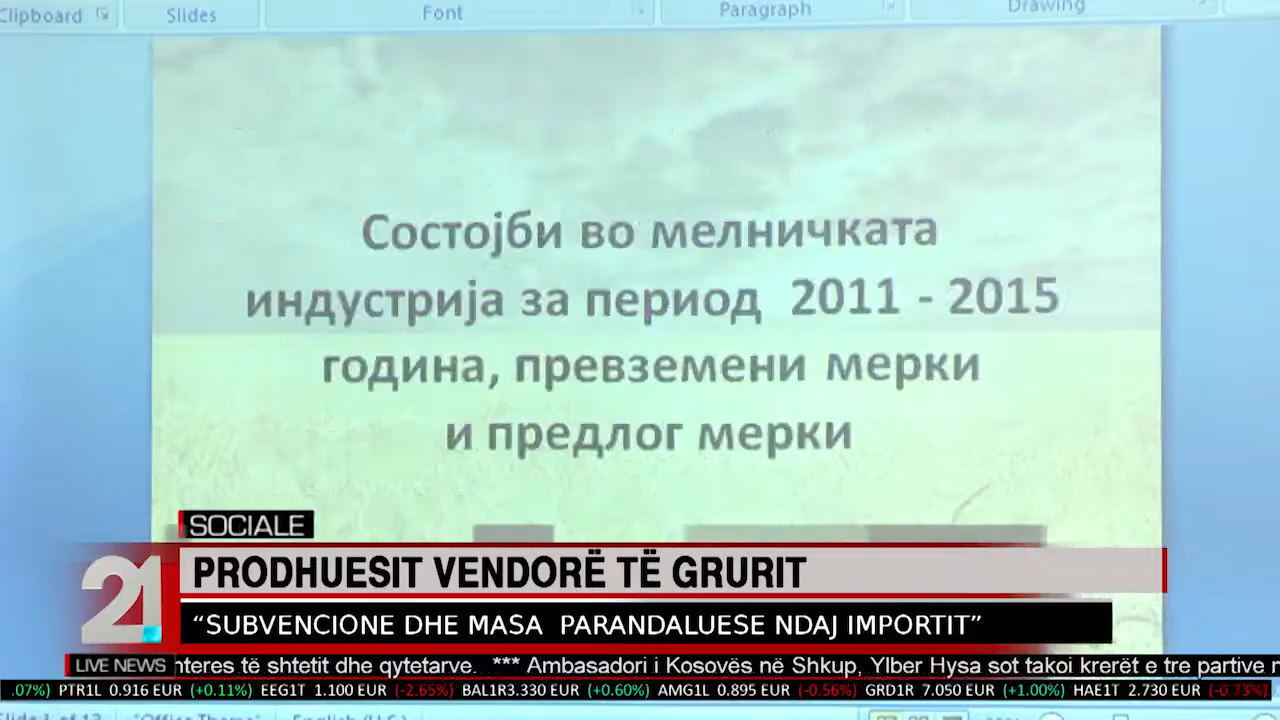 Clipboard
Slides
Font
Paragraph
Drawing
Состојби во мелничката
индустрија за период 2011 - 2015
година, превземени мерки
и предлог мерки
SOCIALE
21
PRODHUESIT VENDORË TË GRURIT
“SUBVENCIONE DHE MASA PARANDALUESE NDAJ IMPORTIT”
LIVE NEWS
nteres të shtetit dhe qytetarve. *** Ambasadori i Kosovës në Shkup, Ylber Hysa sot takoi krerët e tre partive
.07%) PTR1L 0.916 EUR (+0.11%) EEG1T 1.100 EUR (-2.65%) BAL1R3.330 EUR (+0.60%) AMG1L 0.895 EUR (-0.56%) GRD1R 7.050 EUR (+1.00%) HAE1T 2.730 EUR (-0.73%)